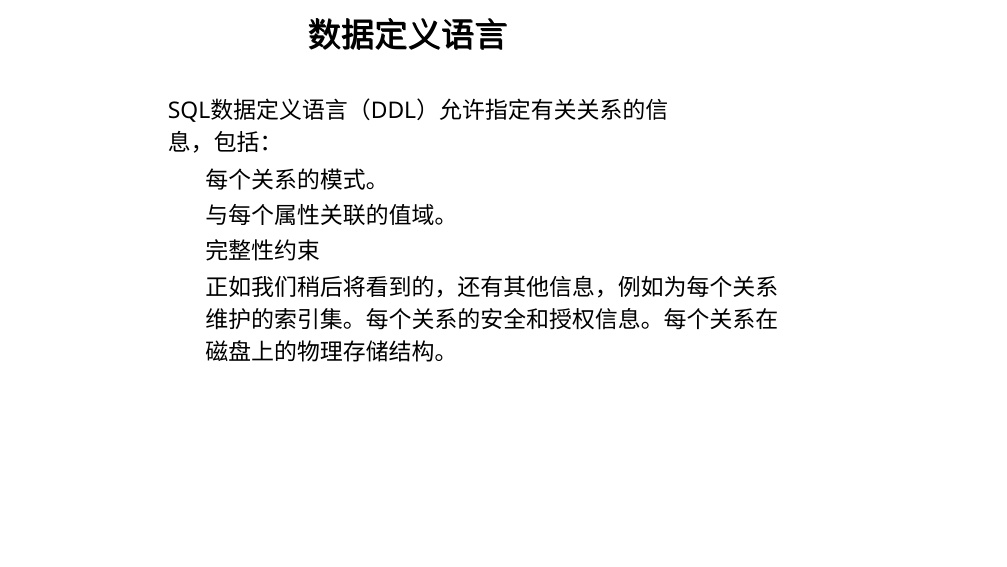 数据定义语言
SQL数据定义语言（DDL）允许指定有关关系的信
息，包括：
每个关系的模式。
与每个属性关联的值域。
完整性约束
正如我们稍后将看到的，还有其他信息，例如为每个关系
维护的索引集。每个关系的安全和授权信息。每个关系在
磁盘上的物理存储结构。